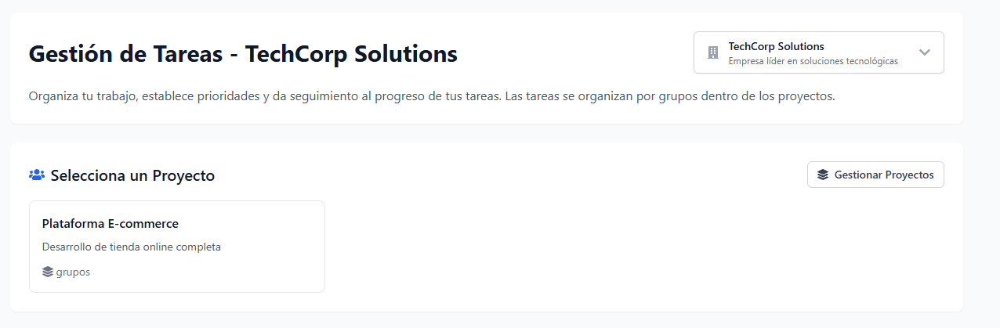 Gestión de Tareas - TechCorp Solutions
TechCorp Solutions
Empresa líder en soluciones tecnológicas
Organiza tu trabajo, establece prioridades y da seguimiento al progreso de tus tareas. Las tareas se organizan por grupos dentro de los proyectos.
Selecciona un Proyecto
Gestionar Proyectos
Plataforma E-commerce
Desarrollo de tienda online completa
grupos